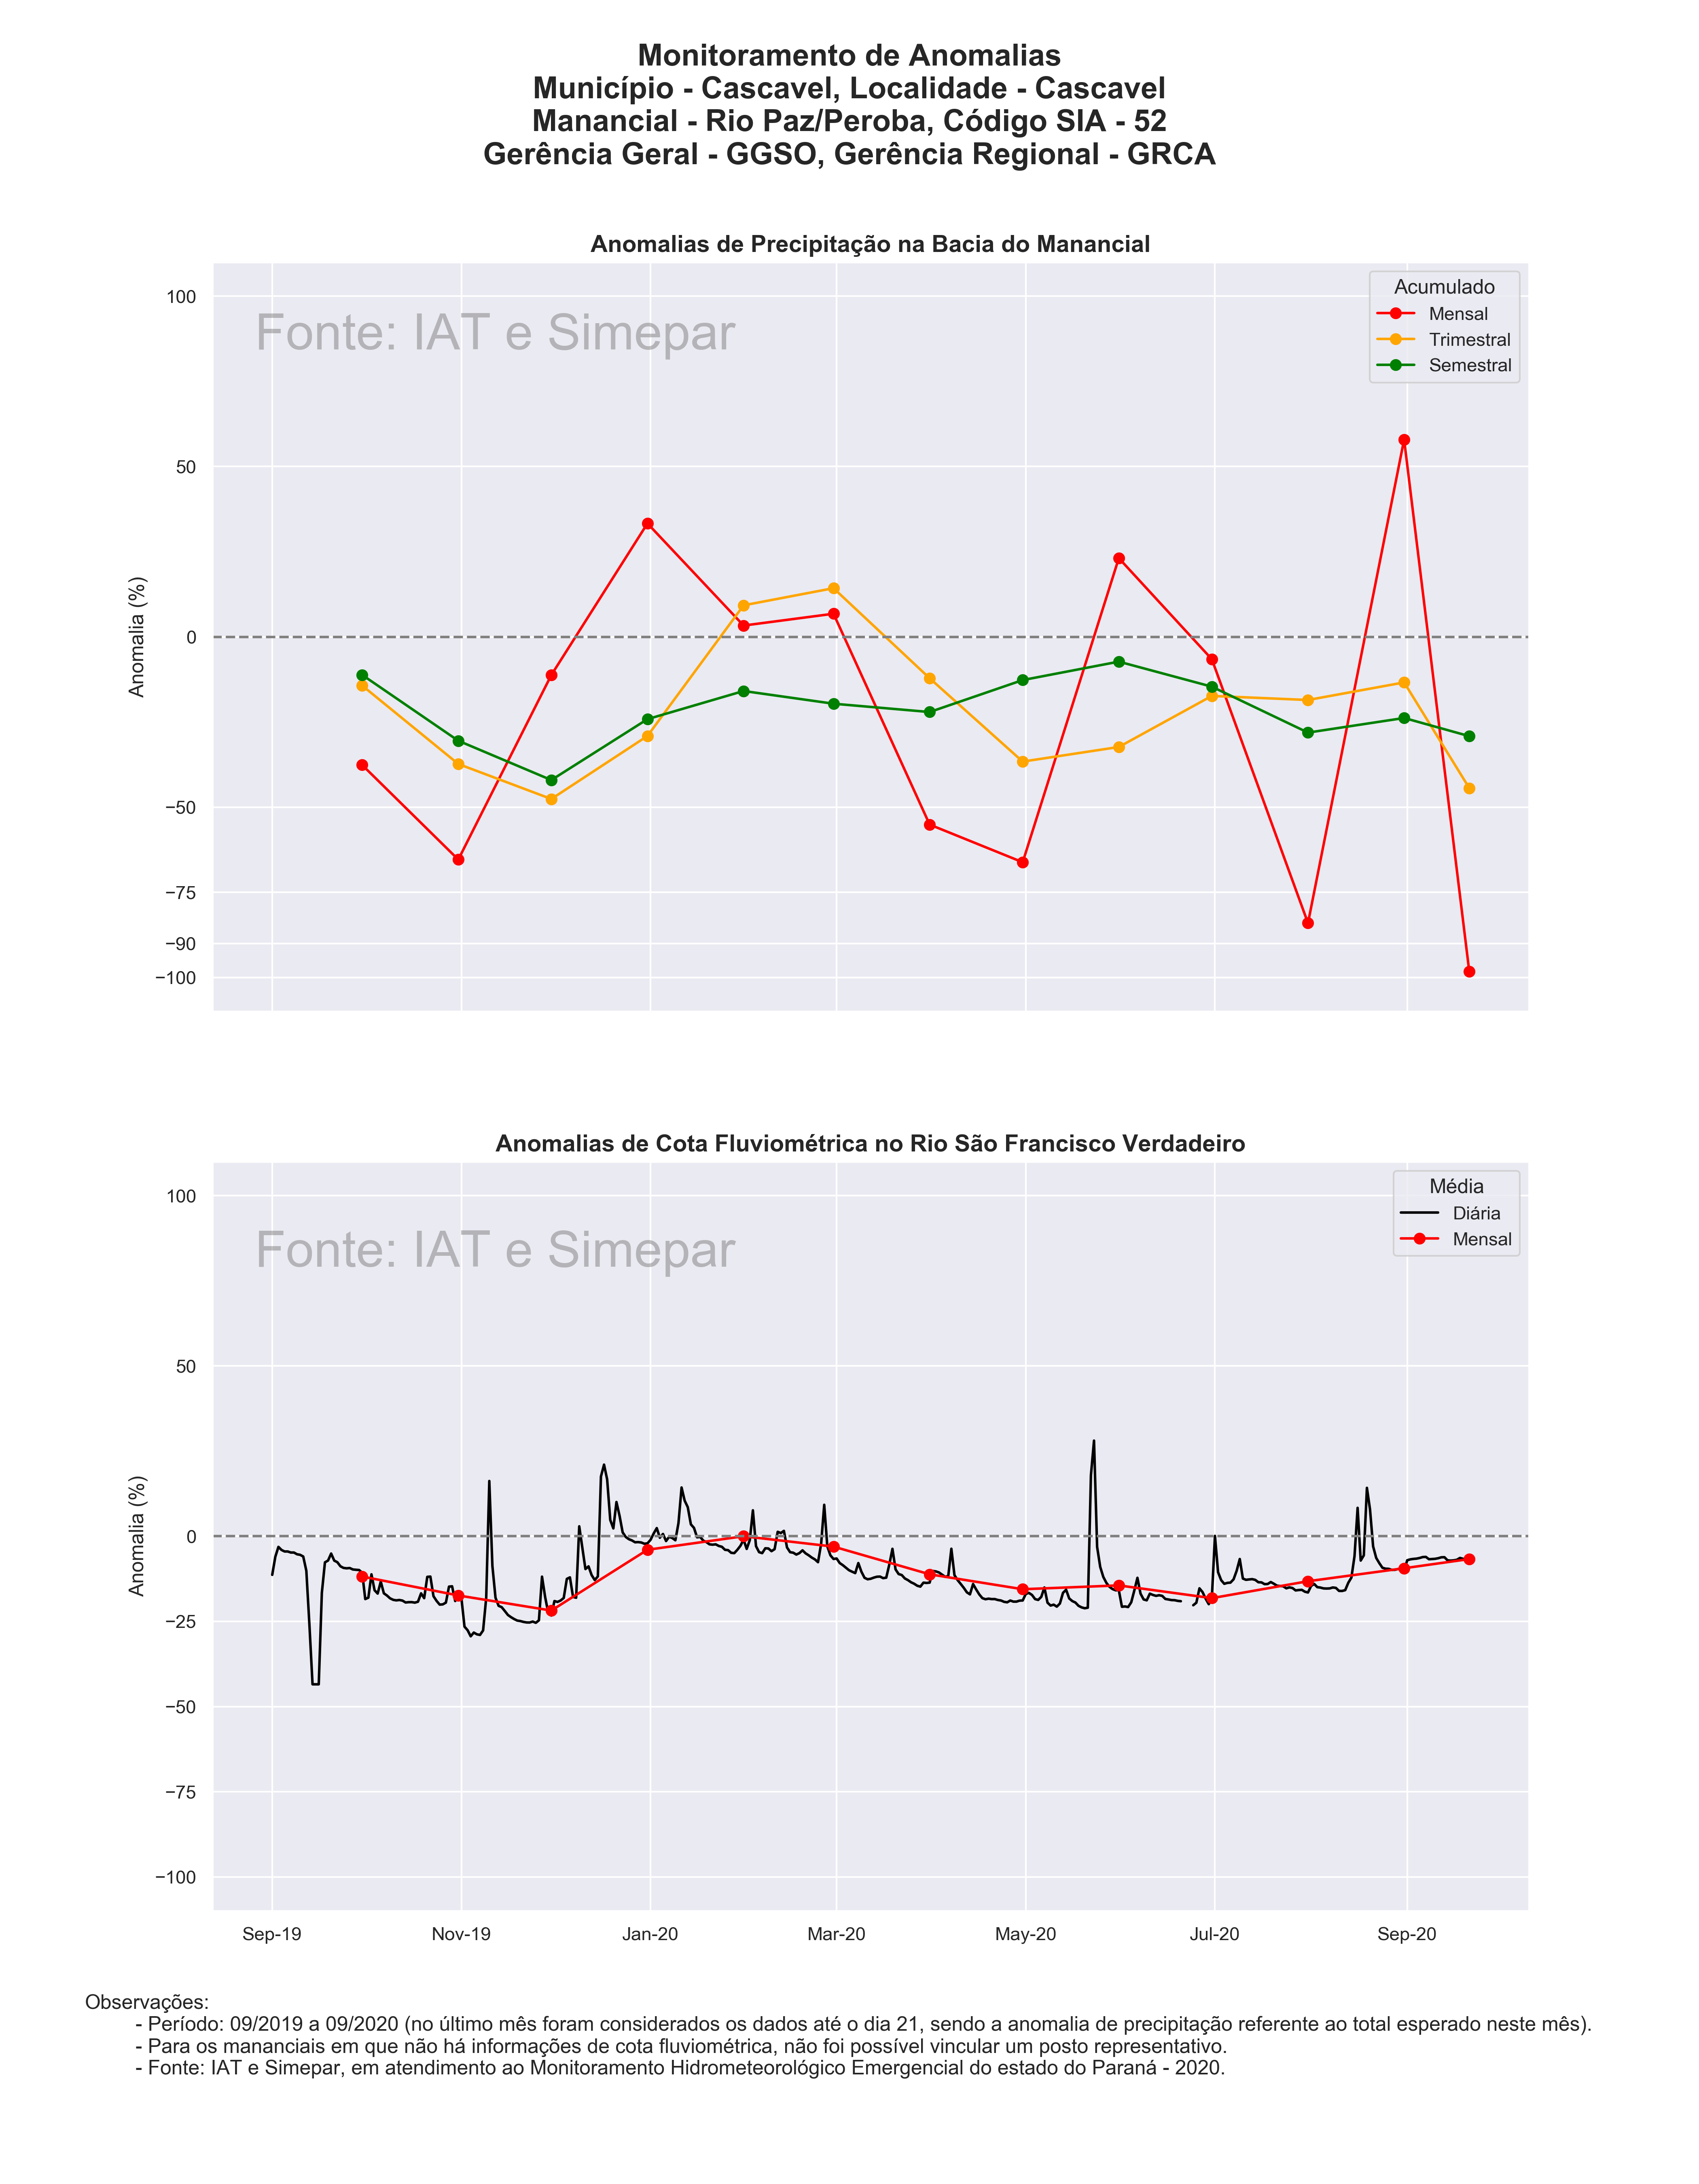 Monitoramento de Anomalias
Município - Cascavel, Localidade - Cascavel
Manancial - Rio Paz/Peroba, Código SIA - 52
Gerência Geral - GGSO, Gerência Regional - GRCA
Anomalias de Precipitação na Bacia do Manancial
Fonte: IAT e Simepar
Acumulado
Mensal
Trimestral
Semestral
Anomalia (%)
100
50
0
−50
−75
−90
−100
Anomalias de Cota Fluviométrica no Rio São Francisco Verdadeiro
Fonte: IAT e Simepar
Média
Diária
Mensal
Anomalia (%)
100
50
0
−25
−50
−75
−100
Sep-19 Nov-19 Jan-20 Mar-20 May-20 Jul-20 Sep-20
Observações:
- Período: 09/2019 a 09/2020 (no último mês foram considerados os dados até o dia 21, sendo a anomalia de precipitação referente ao total esperado neste mês).
- Para os mananciais em que não há informações de cota fluviométrica, não foi possível vincular um posto representativo.
- Fonte: IAT e Simepar, em atendimento ao Monitoramento Hidrometeorológico Emergencial do estado do Paraná - 2020.